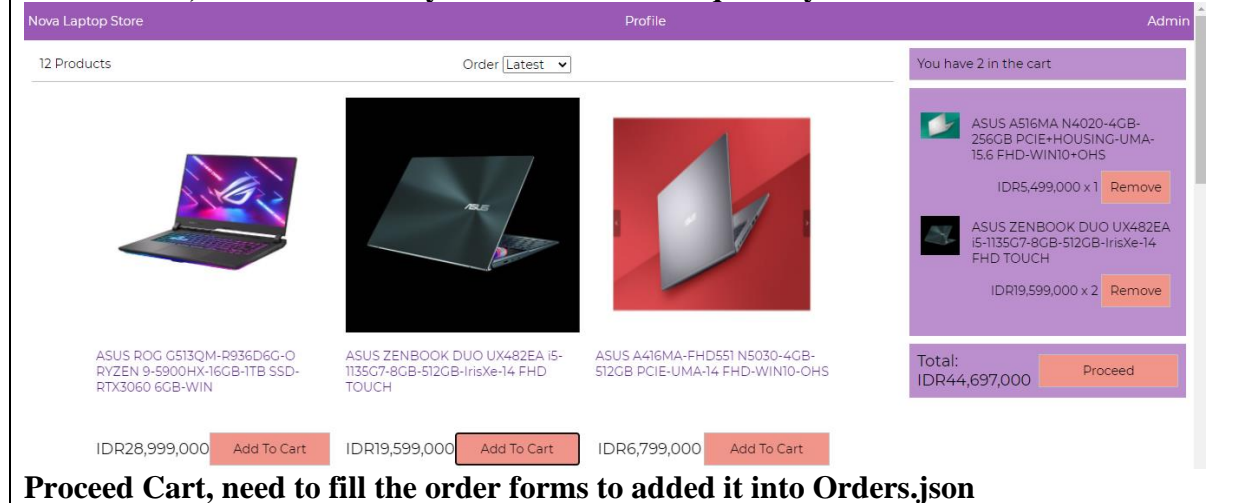 Nova Laptop Store
Profile
Admin
12 Products
Order Latest
You have 2 in the cart
ASUS A516MA N4020-4GB-
256GB PCIE+HOUSING-UMA-
15.6 FHD-WIN10+OHS
IDR5,499,000 x 1 Remove
ASUS ZENBOOK DUO UX482EA
i5-1135G7-8GB-512GB-IrisXe-14
FHD TOUCH
IDR19,599,000 x 2 Remove
Total:
IDR44,697,000
Proceed
ASUS ROG G513QM-R936D6G-O
RYZEN 9-5900HX-16GB-1TB SSD-
RTX3060 6GB-WIN
IDR28,999,000 Add To Cart
ASUS
ASUS ZENBOOK DUO UX482EA i5-
1135G7-8GB-512GB-IrisXe-14 FHD
TOUCH
IDR19,599,000 Add To Cart
ASUS A416MA-FHD551 N5030-4GB-
512GB PCIE-UMA-14 FHD-WIN10-OHS
IDR6,799,000 Add To Cart
Proceed Cart, need to fill the order forms to added it into Orders.json